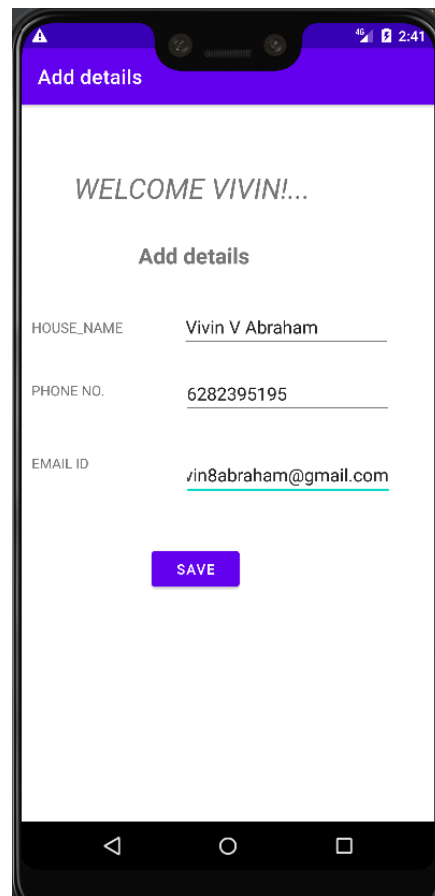 4G 2:41
Add details
WELCOME VIVIN!...
Add details
HOUSE_NAME Vivin V Abraham
PHONE NO. 6282395195
EMAIL ID vin8abraham@gmail.com
SAVE